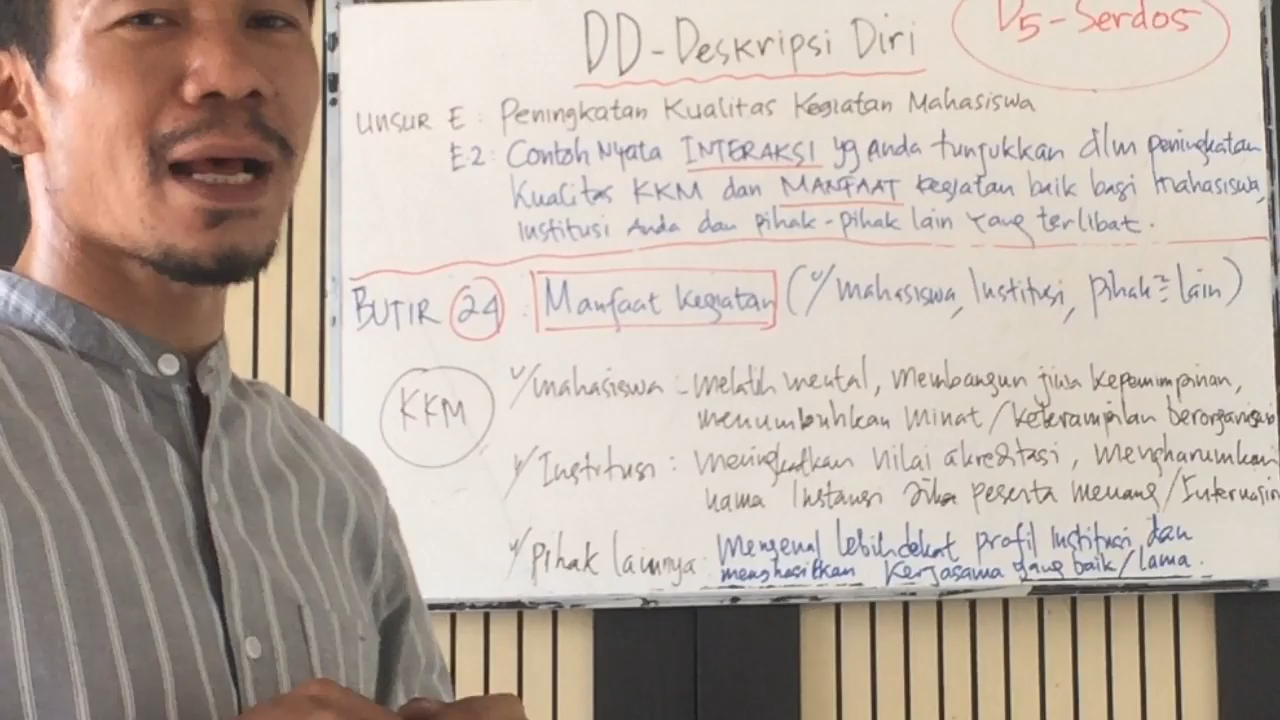 D5-Serdos
DD-Deskripsi Diri
UNSUR E : Peningkatan Kualitas Kegiatan Mahasiswa
E.2 : Contoh Nyata INTERAKSI yg Anda tunjukkan dlm peningkatan
Kualitas KKM dan MANFAAT kegiatan baik bagi mahasiswa,
Institusi Anda dan pihak-pihak lain yang terlibat.
BUTIR 24 : Manfaat kegiatan (u/mahasiswa, Institusi, pihak² lain)
KKM
u/mahasiswa : melatih mental, membangun jiwa kepemimpinan,
menumbuhkan minat/keterampilan berorganisasi
u/Institusi : meningkatkan nilai akreditasi, mengharumkan
nama Instansi jika peserta menang/Internasin
u/pihak lainnya : Mengenal lebih dekat profil Institusi dan
menghasilkan kerjasama yang baik/lama.